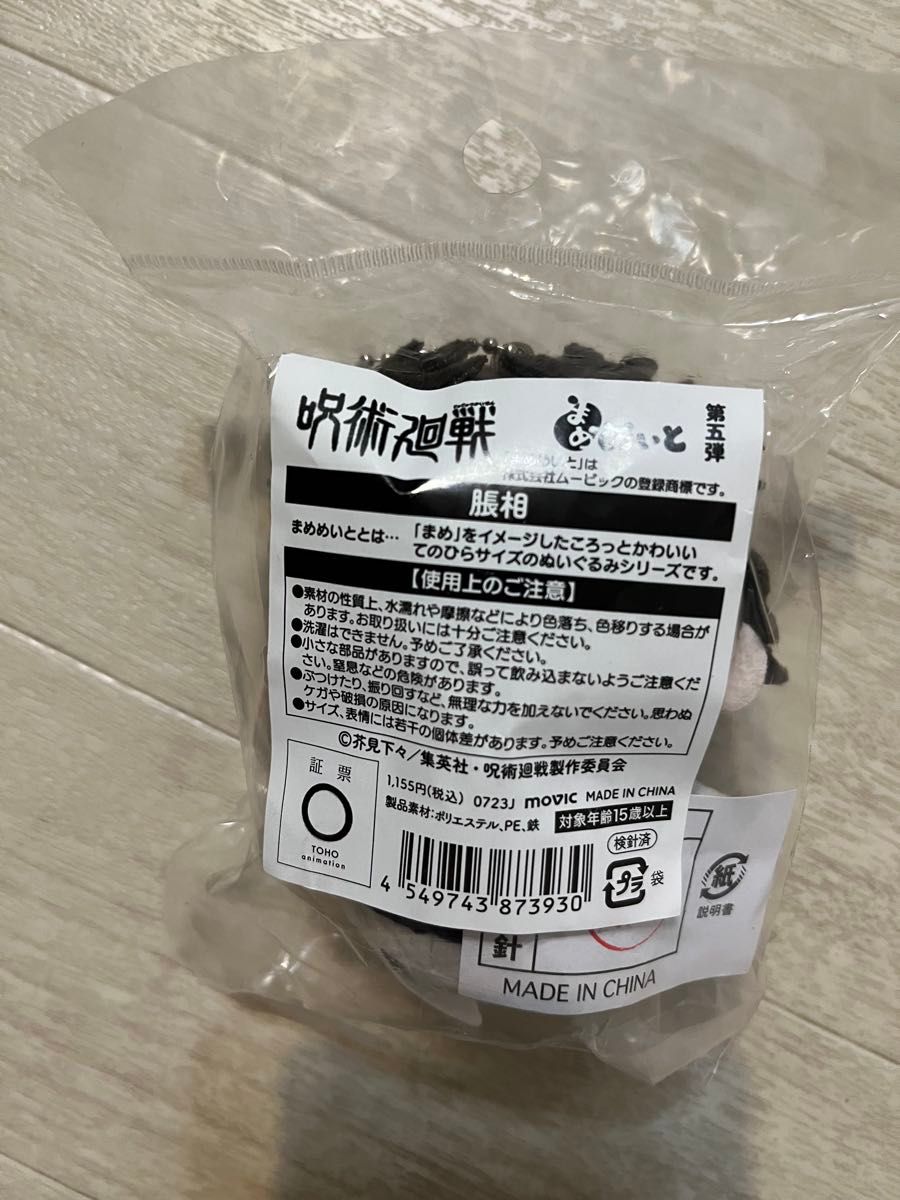 呪術廻戦
まめめいと
第五弾
「まめめいと」は
株式会社ムービックの登録商標です。
脹相
まめめいととは…
「まめ」をイメージしたころっとかわいい
てのひらサイズのぬいぐるみシリーズです。
【使用上のご注意】
●素材の性質上、水濡れや摩擦などにより色落ち、色移りする場合が
あります。お取り扱いには十分ご注意ください。
●洗濯はできません。予めご了承ください。
●小さな部品がありますので、誤って飲み込まないようご注意くだ
さい。窒息などの危険があります。
●ぶつけたり、振り回すなど、無理な力を加えないでください。思わぬ
ケガや破損の原因になります。
●サイズ、表情には若干の個体差があります。予めご注意ください。
©芥見下々／集英社・呪術廻戦製作委員会
証票
TOHO
animation
1,155円(税込) 0723J movic MADE IN CHINA
製品素材：ポリエステル、PE、鉄 対象年齢15歳以上
検針済
4 549743 873930
プラ
袋
紙
説明書
針
MADE IN CHINA